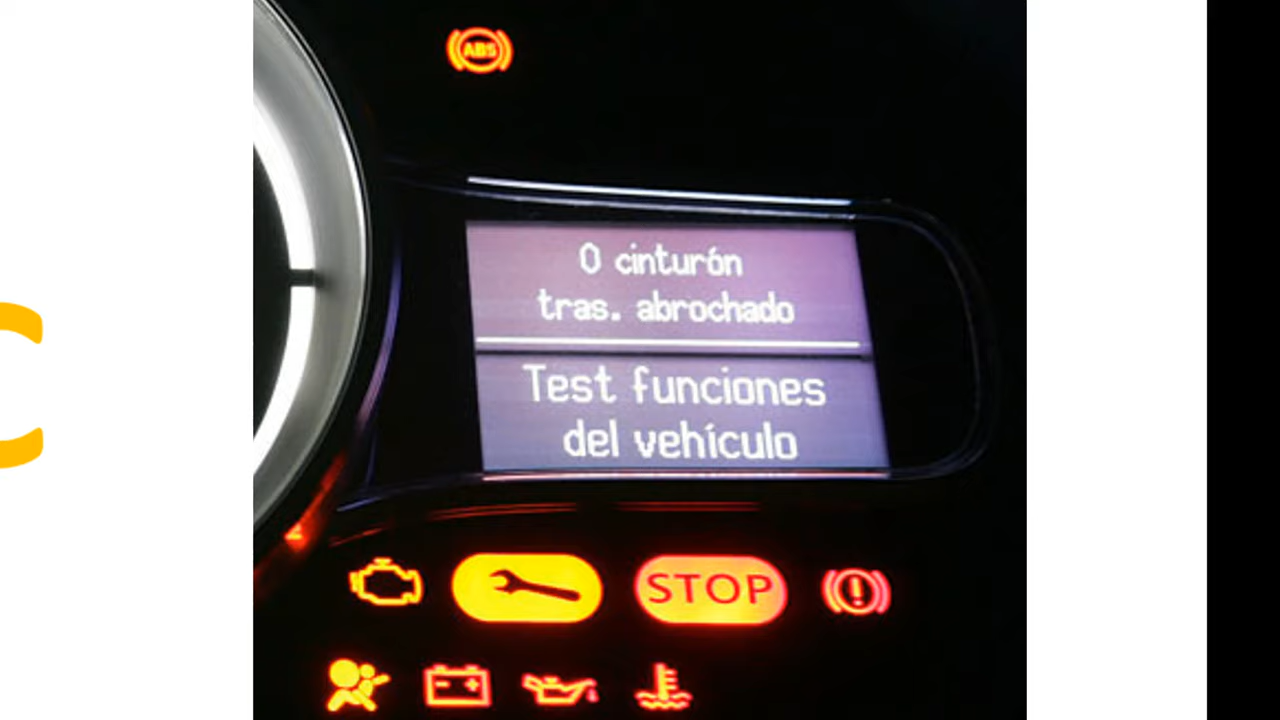 ABS
0 cinturón
tras. abrochado
Test funciones
del vehículo
STOP